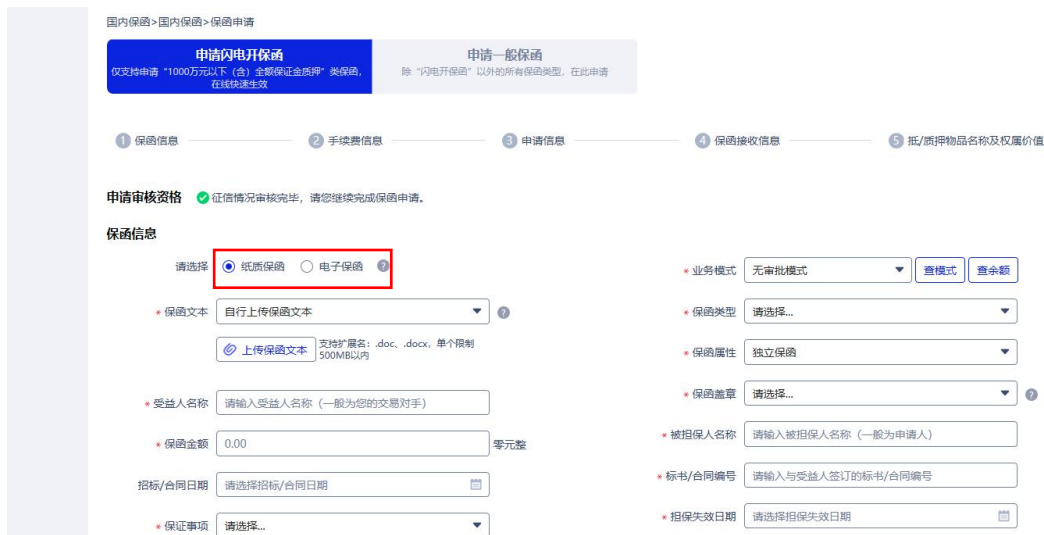 国内保函>国内保函>保函申请
申请闪电开保函
仅支持申请“1000万元以下（含）全额保证金质押”类保函，
在线快速生效
申请一般保函
除“闪电开保函”以外的所有保函类型，在此申请
1 保函信息
2 手续费信息
3 申请信息
4 保函接收信息
5 抵/质押物品名称及权属价值
申请审核资格 征信情况审核完毕，请您继续完成保函申请。
保函信息
请选择 纸质保函 电子保函 ?
* 业务模式 无审批模式 查模式 查余额
* 保函文本 自行上传保函文本 ?
* 保函类型 请选择...
上传保函文本 支持扩展名：.doc、.docx，单个限制
500MB以内
* 保函属性 独立保函
* 受益人名称 请输入受益人名称（一般为您的交易对手）
* 保函盖章 请选择... ?
* 保函金额 0.00 零元整
* 被担保人名称 请输入被担保人名称（一般为申请人）
招标/合同日期 请选择招标/合同日期
* 标书/合同编号 请输入与受益人签订的标书/合同编号
* 保证事项 请选择...
* 担保失效日期 请选择担保失效日期